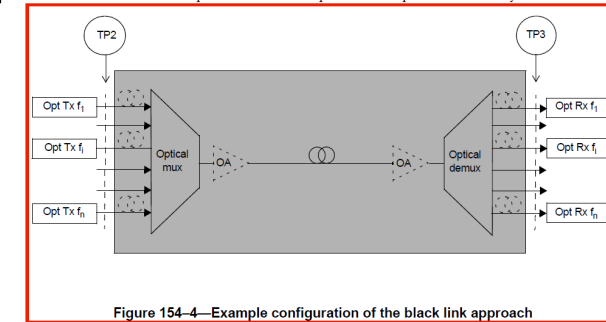 TP2
TP3
Opt Tx f1
Opt Rx f1
Opt Tx fi
Optical
mux
OA
OA
Optical
demux
Opt Rx fi
Opt Tx fn
Opt Rx fn
Figure 154–4—Example configuration of the black link approach